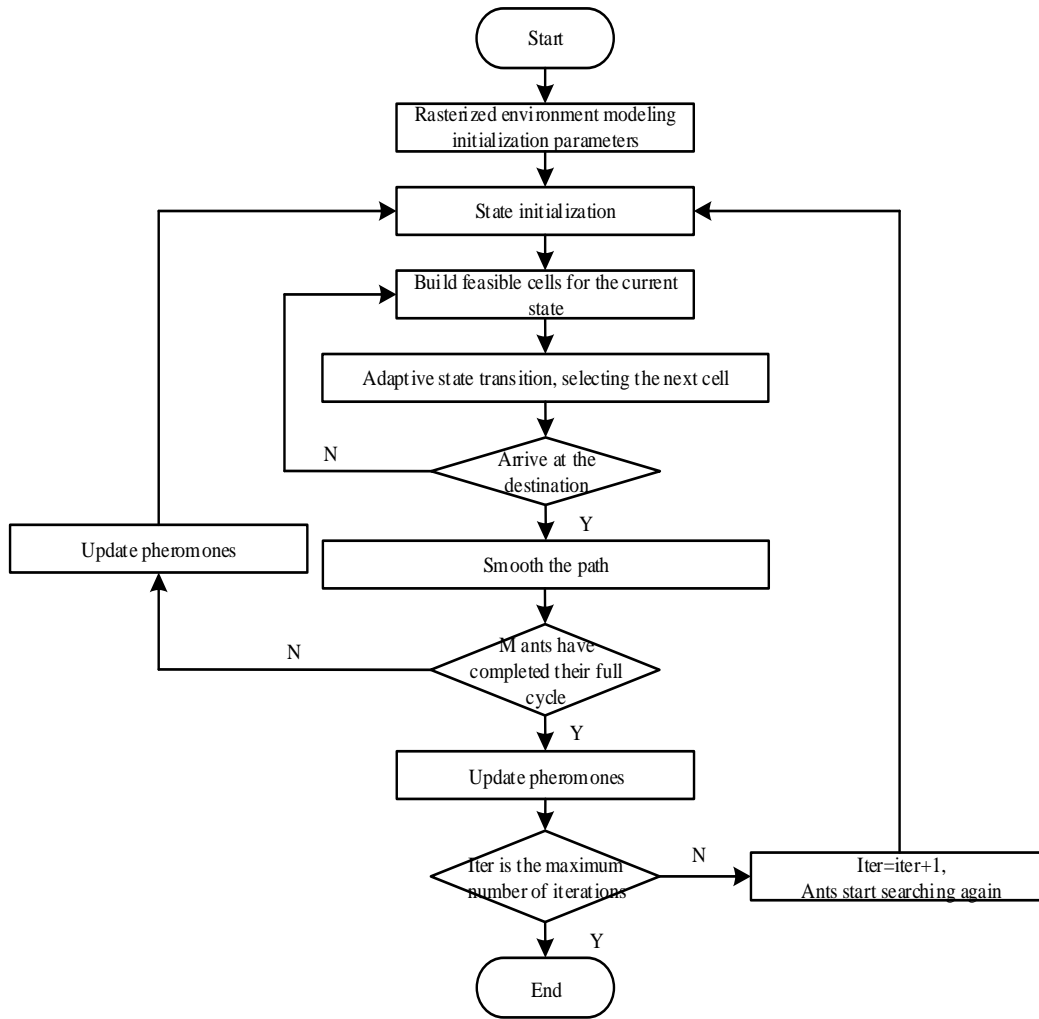 Start
Rasterized environment modeling
initialization parameters
State initialization
Build feasible cells for the current
state
Adaptive state transition, selecting the next cell
N
Arrive at the
destination
Y
Update pheromones
Smooth the path
N
M ants have
completed their full
cycle
Y
Update pheromones
Iter is the maximum
number of iterations
N
Iter=iter+1,
Ants start searching again
Y
End